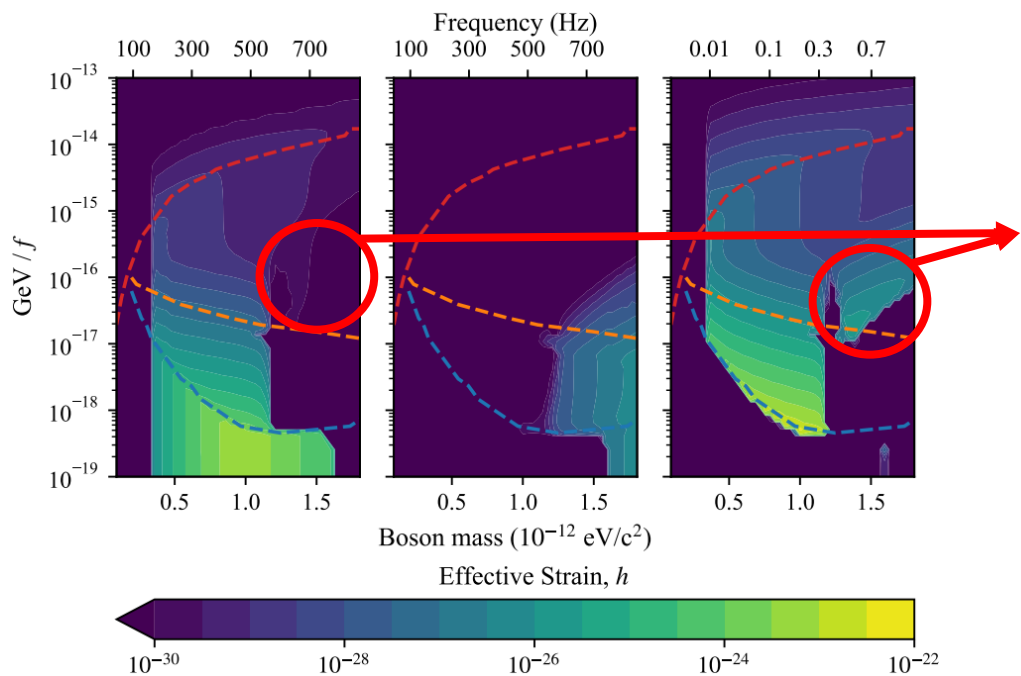 Frequency (Hz)
100 300 500 700
100 300 500 700
0.01 0.1 0.3 0.7
10⁻¹³
10⁻¹⁴
10⁻¹⁵
10⁻¹⁶
10⁻¹⁷
10⁻¹⁸
10⁻¹⁹
GeV / f
0.5 1.0 1.5
0.5 1.0 1.5
0.5 1.0 1.5
Boson mass (10⁻¹² eV/c²)
Effective Strain, h
10⁻³⁰ 10⁻²⁸ 10⁻²⁶ 10⁻²⁴ 10⁻²²